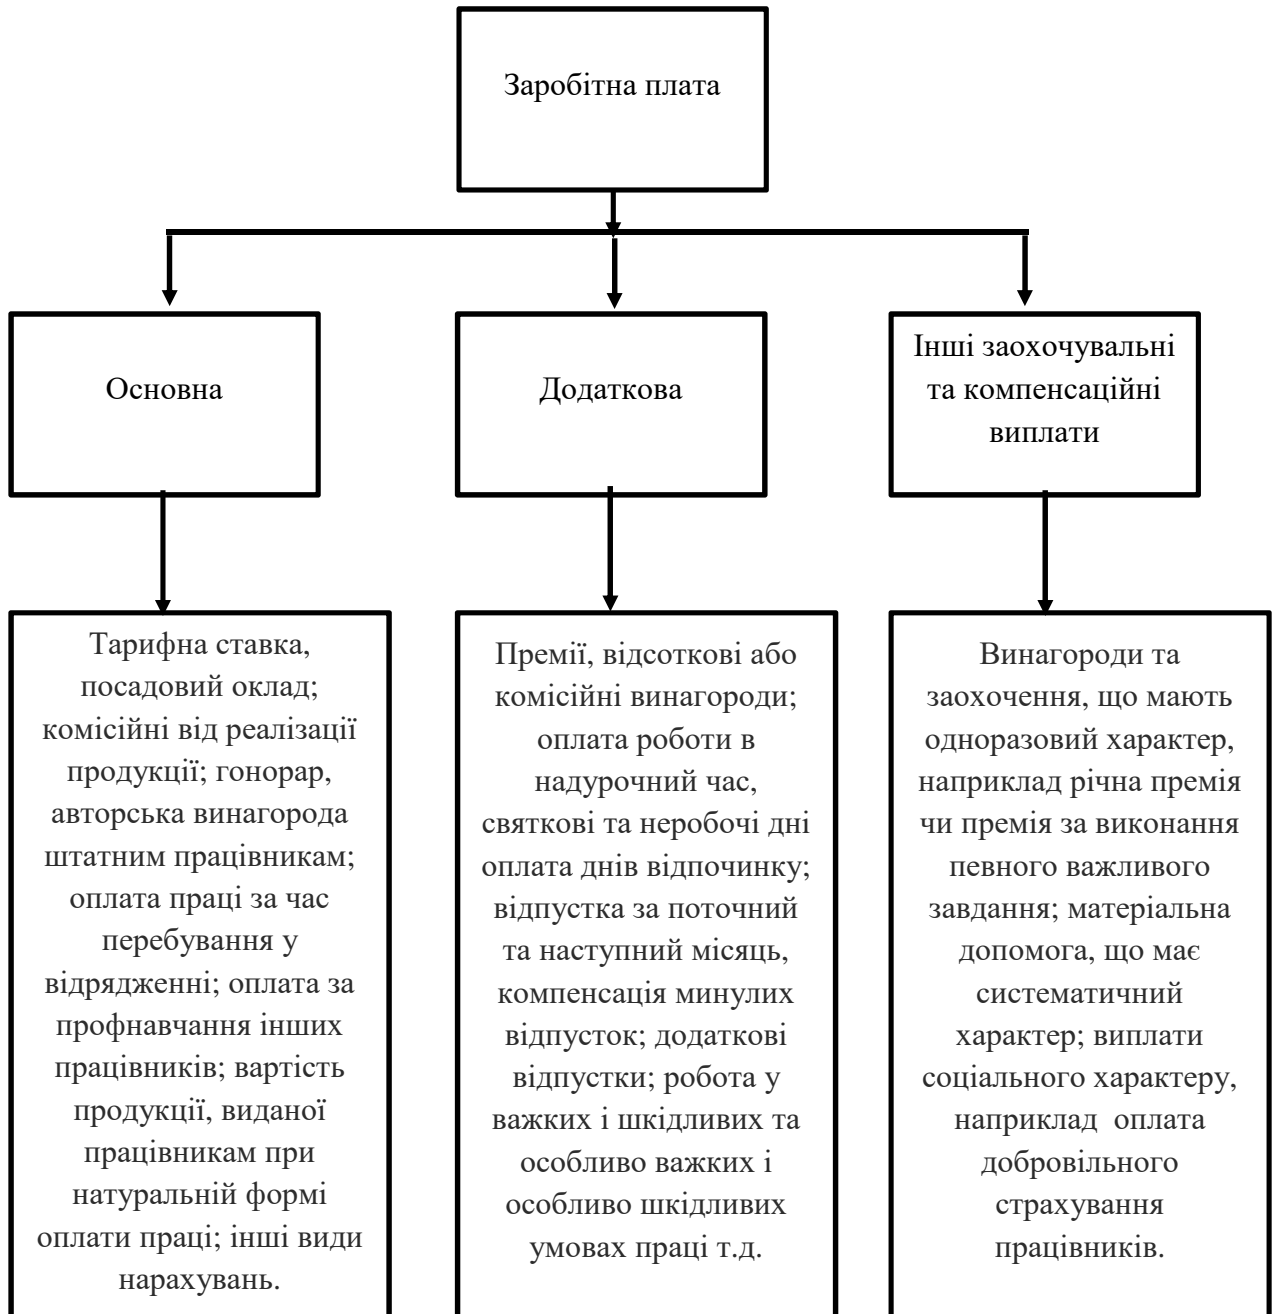 Заробітна плата
Основна
Додаткова
Інші заохочувальні
та компенсаційні
виплати
Тарифна ставка,
посадовий оклад;
комісійні від реалізації
продукції; гонорар,
авторська винагорода
штатним працівникам;
оплата праці за час
перебування у
відрядженні; оплата за
профнавчання інших
працівників; вартість
продукції, виданої
працівникам при
натуральній формі
оплати праці; інші види
нарахувань.
Премії, відсоткові або
комісійні винагороди;
оплата роботи в
надурочний час,
святкові та неробочі дні
оплата днів відпочинку;
відпустка за поточний
та наступний місяць,
компенсація минулих
відпусток; додаткові
відпустки; робота у
важких і шкідливих та
особливо важких і
особливо шкідливих
умовах праці т.д.
Винагороди та
заохочення, що мають
одноразовий характер,
наприклад річна премія
чи премія за виконання
певного важливого
завдання; матеріальна
допомога, що має
систематичний
характер; виплати
соціального характеру,
наприклад  оплата
добровільного
страхування
працівників.